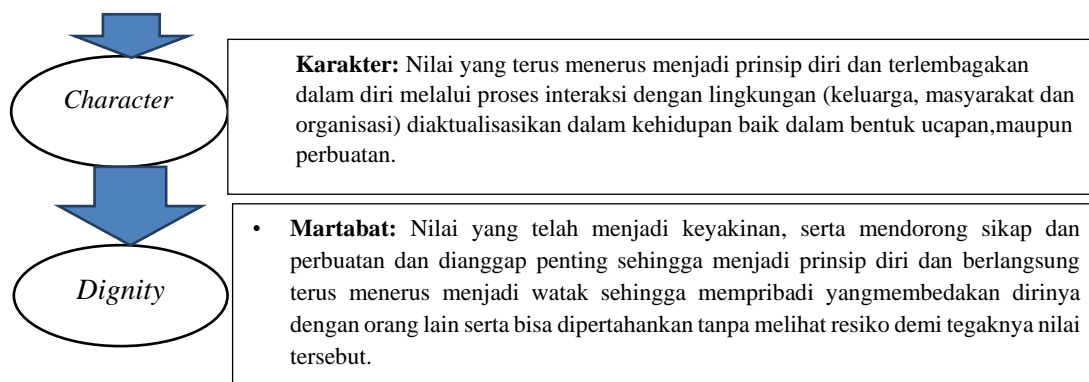 Character
Karakter: Nilai yang terus menerus menjadi prinsip diri dan terlembagakan
dalam diri melalui proses interaksi dengan lingkungan (keluarga, masyarakat dan
organisasi) diaktualisasikan dalam kehidupan baik dalam bentuk ucapan,maupun
perbuatan.
Dignity
• Martabat: Nilai yang telah menjadi keyakinan, serta mendorong sikap dan
perbuatan dan dianggap penting sehingga menjadi prinsip diri dan berlangsung
terus menerus menjadi watak sehingga mempribadi yangmembedakan dirinya
dengan orang lain serta bisa dipertahankan tanpa melihat resiko demi tegaknya nilai
tersebut.